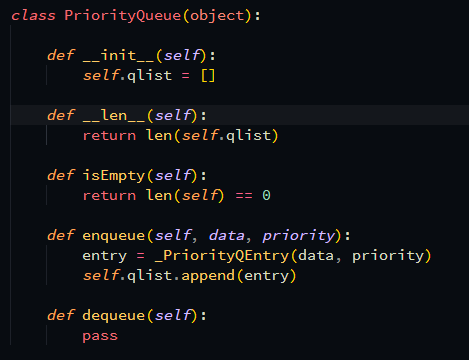 class PriorityQueue(object):
    def __init__(self):
        self.qlist = []
    def __len__(self):
        return len(self.qlist)
    def isEmpty(self):
        return len(self) == 0
    def enqueue(self, data, priority):
        entry = _PriorityQEntry(data, priority)
        self.qlist.append(entry)
    def dequeue(self):
        pass